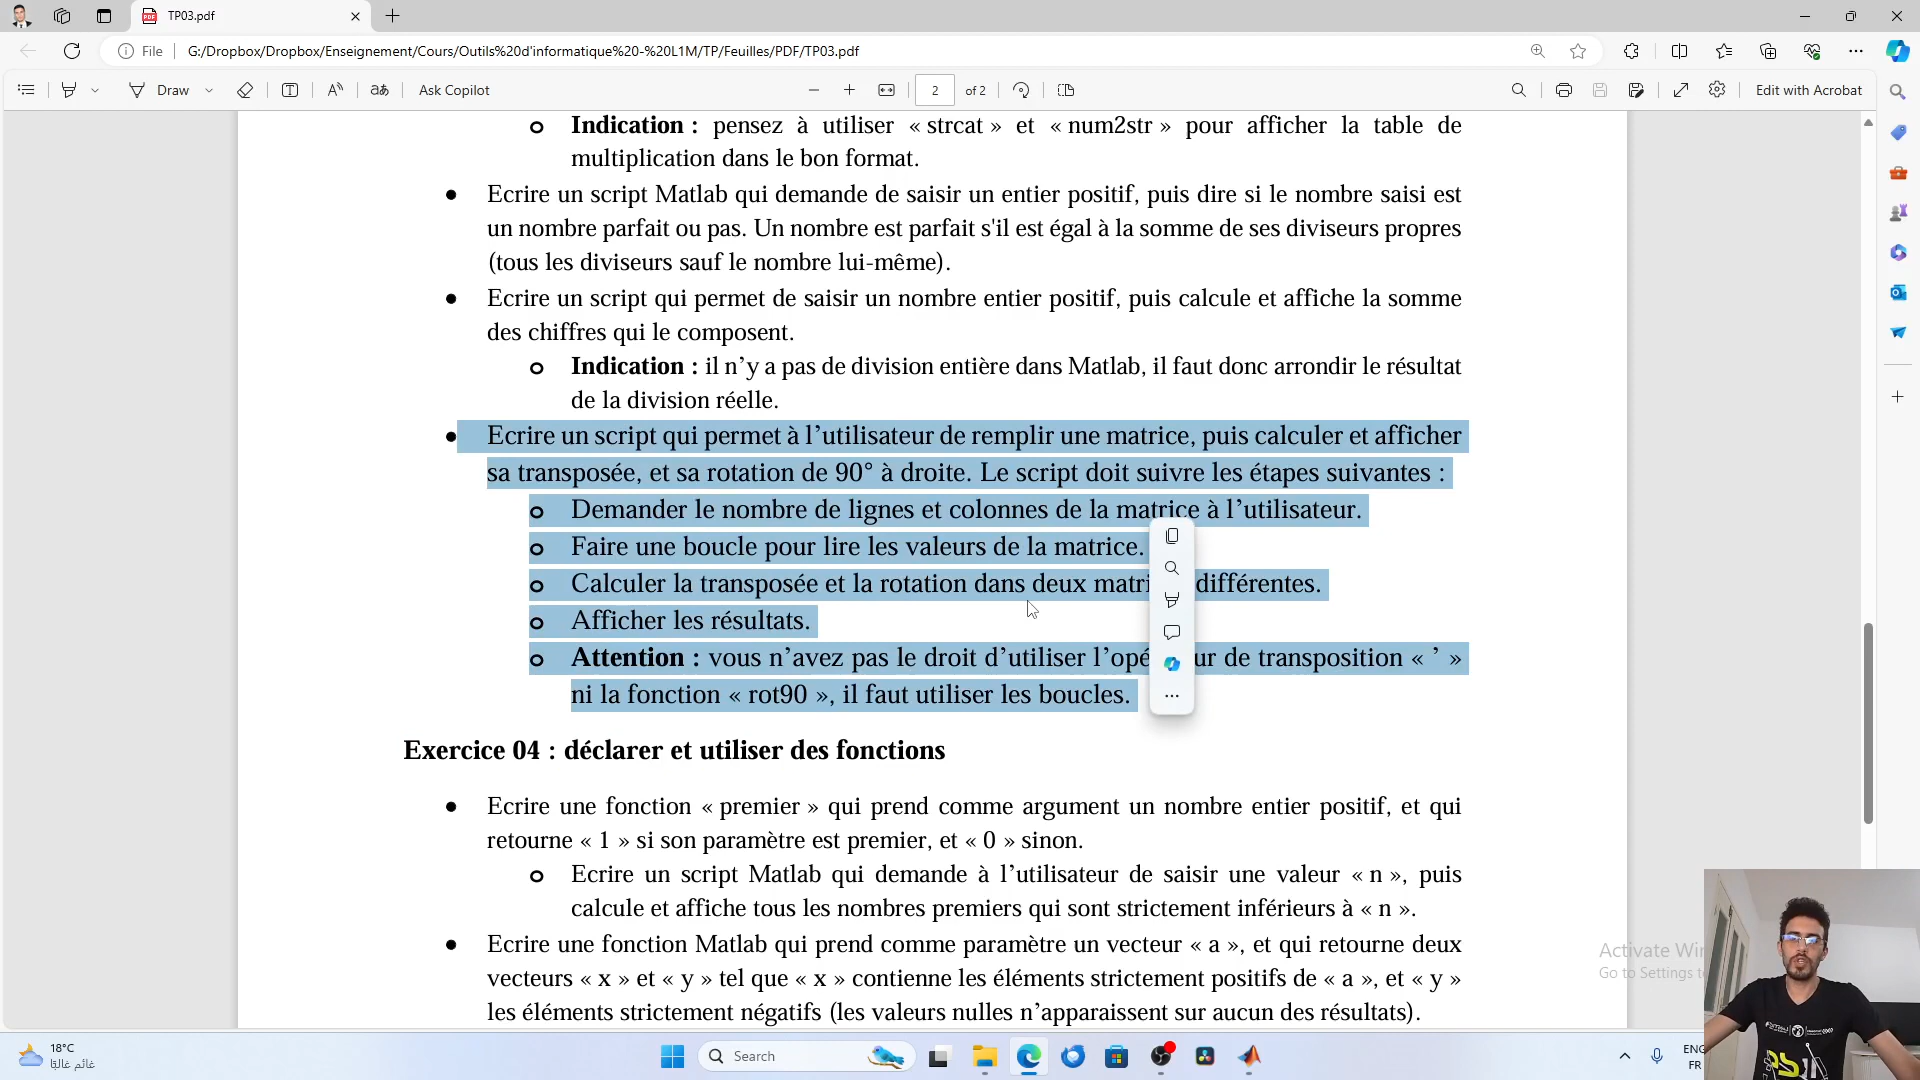 TP03.pdf
File
G:/Dropbox/Dropbox/Enseignement/Cours/Outils%20d'informatique%20-%20L1M/TP/Feuilles/PDF/TP03.pdf
Draw
Ask Copilot
2
of 2
Edit with Acrobat
o Indication : pensez à utiliser « strcat » et « num2str » pour afficher la table de
multiplication dans le bon format.
● Ecrire un script Matlab qui demande de saisir un entier positif, puis dire si le nombre saisi est
un nombre parfait ou pas. Un nombre est parfait s'il est égal à la somme de ses diviseurs propres
(tous les diviseurs sauf le nombre lui-même).
● Ecrire un script qui permet de saisir un nombre entier positif, puis calcule et affiche la somme
des chiffres qui le composent.
o Indication : il n’y a pas de division entière dans Matlab, il faut donc arrondir le résultat
de la division réelle.
● Ecrire un script qui permet à l’utilisateur de remplir une matrice, puis calculer et afficher
sa transposée, et sa rotation de 90° à droite. Le script doit suivre les étapes suivantes :
o Demander le nombre de lignes et colonnes de la matrice à l’utilisateur.
o Faire une boucle pour lire les valeurs de la matrice.
o Calculer la transposée et la rotation dans deux matri différentes.
o Afficher les résultats.
o Attention : vous n’avez pas le droit d’utiliser l’opé ur de transposition « ’ »
ni la fonction « rot90 », il faut utiliser les boucles.
Exercice 04 : déclarer et utiliser des fonctions
● Ecrire une fonction « premier » qui prend comme argument un nombre entier positif, et qui
retourne « 1 » si son paramètre est premier, et « 0 » sinon.
o Ecrire un script Matlab qui demande à l’utilisateur de saisir une valeur « n », puis
calcule et affiche tous les nombres premiers qui sont strictement inférieurs à « n ».
● Ecrire une fonction Matlab qui prend comme paramètre un vecteur « a », et qui retourne deux
vecteurs « x » et « y » tel que « x » contienne les éléments strictement positifs de « a », et « y »
les éléments strictement négatifs (les valeurs nulles n’apparaissent sur aucun des résultats).
Activate Wi
Go to Settings t
18°C
غائم غالبًا
Search
ENG
FR